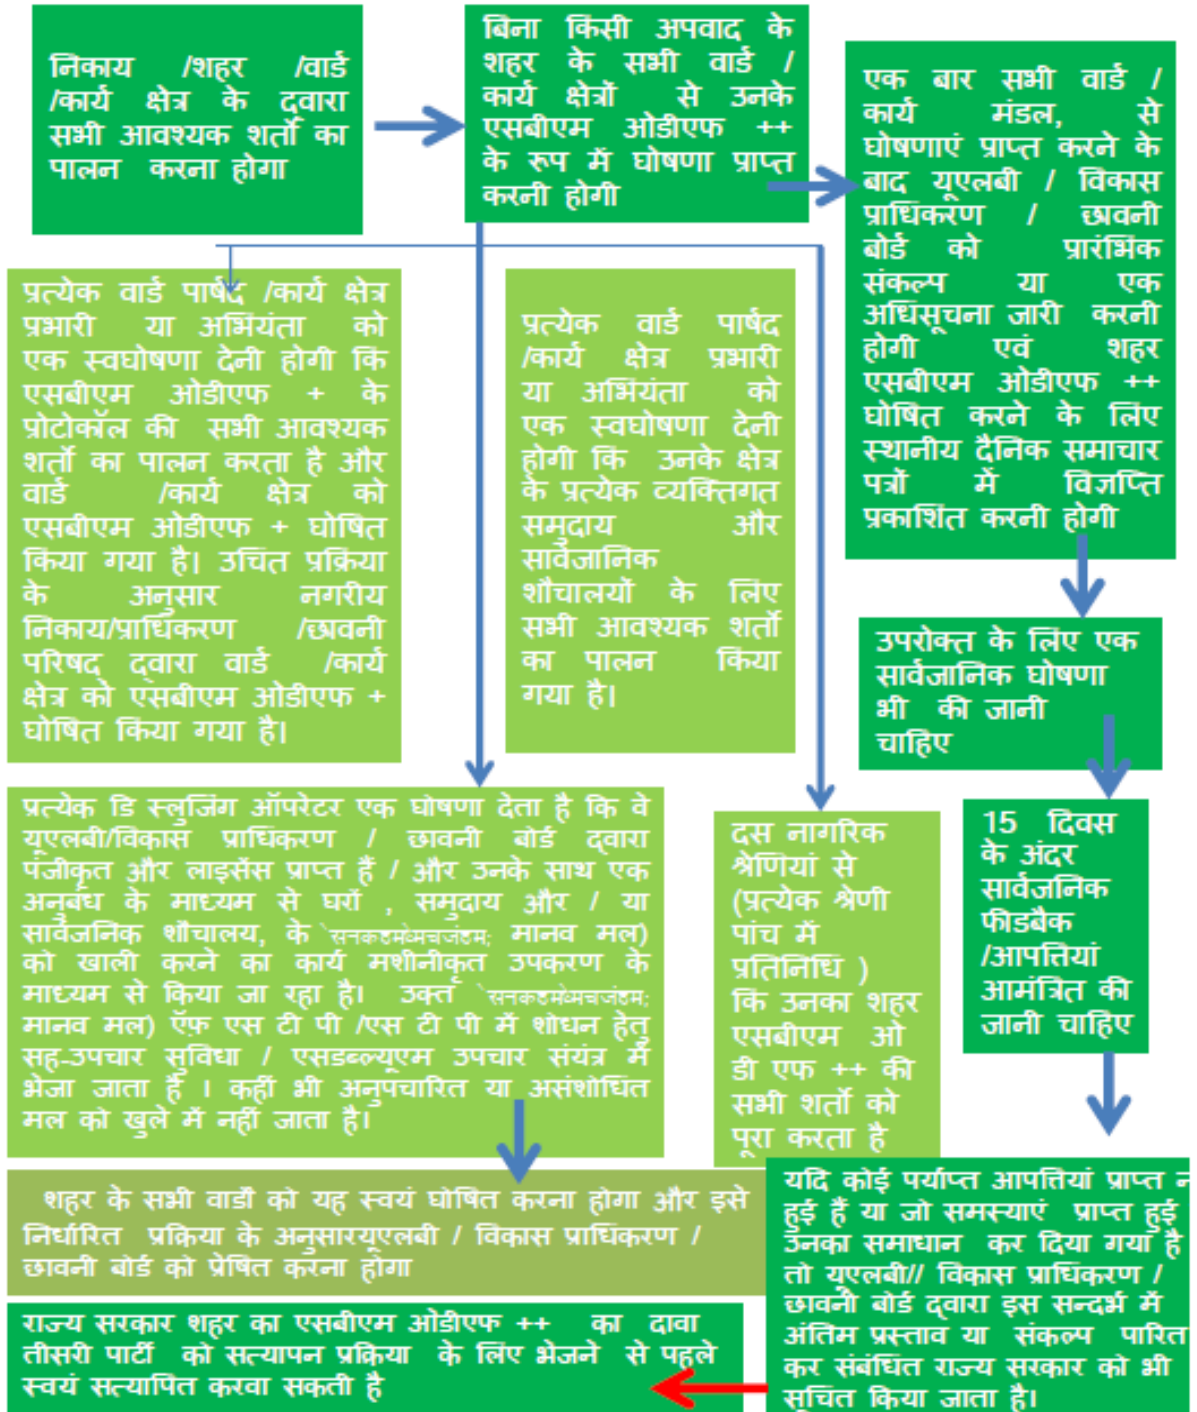 निकाय /शहर /वार्ड
/कार्य क्षेत्र के द्वारा
सभी आवश्यक शर्तों का
पालन करना होगा
बिना किसी अपवाद के
शहर के सभी वार्ड /
कार्य क्षेत्रों से उनके
एसबीएम ओडीएफ ++
के रूप में घोषणा प्राप्त
करनी होगी
एक बार सभी वार्ड /
कार्य मंडल, से
घोषणाएं प्राप्त करने के
बाद यूएलबी / विकास
प्राधिकरण / छावनी
बोर्ड को प्रारंभिक
संकल्प या एक
अधिसूचना जारी करनी
होगी एवं शहर
एसबीएम ओडीएफ ++
घोषित करने के लिए
स्थानीय दैनिक समाचार
पत्रों में विज्ञप्ति
प्रकाशित करनी होगी
प्रत्येक वार्ड पार्षद /कार्य क्षेत्र
प्रभारी या अभियंता को
एक स्वघोषणा देनी होगी कि
एसबीएम ओडीएफ + के
प्रोटोकॉल की सभी आवश्यक
शर्तों का पालन करता है और
वार्ड /कार्य क्षेत्र को
एसबीएम ओडीएफ + घोषित
किया गया है। उचित प्रक्रिया
के अनुसार नगरीय
निकाय/प्राधिकरण /छावनी
परिषद द्वारा वार्ड /कार्य
क्षेत्र को एसबीएम ओडीएफ +
घोषित किया गया है।
प्रत्येक वार्ड पार्षद
/कार्य क्षेत्र प्रभारी
या अभियंता को
एक स्वघोषणा देनी
होगी कि उनके क्षेत्र
के प्रत्येक व्यक्तिगत
समुदाय और
सार्वजानिक
शौचालयों के लिए
सभी आवश्यक शर्तों
का पालन किया
गया है।
उपरोक्त के लिए एक
सार्वजानिक घोषणा
भी की जानी
चाहिए
प्रत्येक डि स्लुजिंग ऑपरेटर एक घोषणा देता है कि वे
यूएलबी/विकास प्राधिकरण / छावनी बोर्ड द्वारा
पंजीकृत और लाइसेंस प्राप्त हैं / और उनके साथ एक
अनुबंध के माध्यम से घरों , समुदाय और / या
सार्वजनिक शौचालय, के मानव मल)
को खाली करने का कार्य मशीनीकृत उपकरण के
माध्यम से किया जा रहा है। उक्त
मानव मल) ऍफ़ एस टी पी /एस टी पी में शोधन हेतु
सह-उपचार सुविधा / एसडब्ल्यूएम उपचार संयंत्र में
भेजा जाता है । कहीं भी अनुपचारित या असंशोधित
मल को खुले में नहीं जाता है।
दस नागरिक
श्रेणियां से
(प्रत्येक श्रेणी
पांच में
प्रतिनिधि )
कि उनका शहर
एसबीएम ओ
डी एफ ++ की
सभी शर्तों को
पूरा करता है
15 दिवस
के अंदर
सार्वजनिक
फीडबैक
/आपत्तियां
आमंत्रित की
जानी चाहिए
शहर के सभी वार्डों को यह स्वयं घोषित करना होगा और इसे
निर्धारित प्रक्रिया के अनुसारयूएलबी / विकास प्राधिकरण /
छावनी बोर्ड को प्रेषित करना होगा
यदि कोई पर्याप्त आपत्तियां प्राप्त
हुई हैं या जो समस्याएं प्राप्त हुई
उनका समाधान कर दिया गया है
तो यूएलबी// विकास प्राधिकरण /
छावनी बोर्ड द्वारा इस सन्दर्भ में
अंतिम प्रस्ताव या संकल्प पारित
कर संबंधित राज्य सरकार को भी
सूचित किया जाता है।
राज्य सरकार शहर का एसबीएम ओडीएफ ++ का दावा
तीसरी पार्टी को सत्यापन प्रक्रिया के लिए भेजने से पहले
स्वयं सत्यापित करवा सकती है